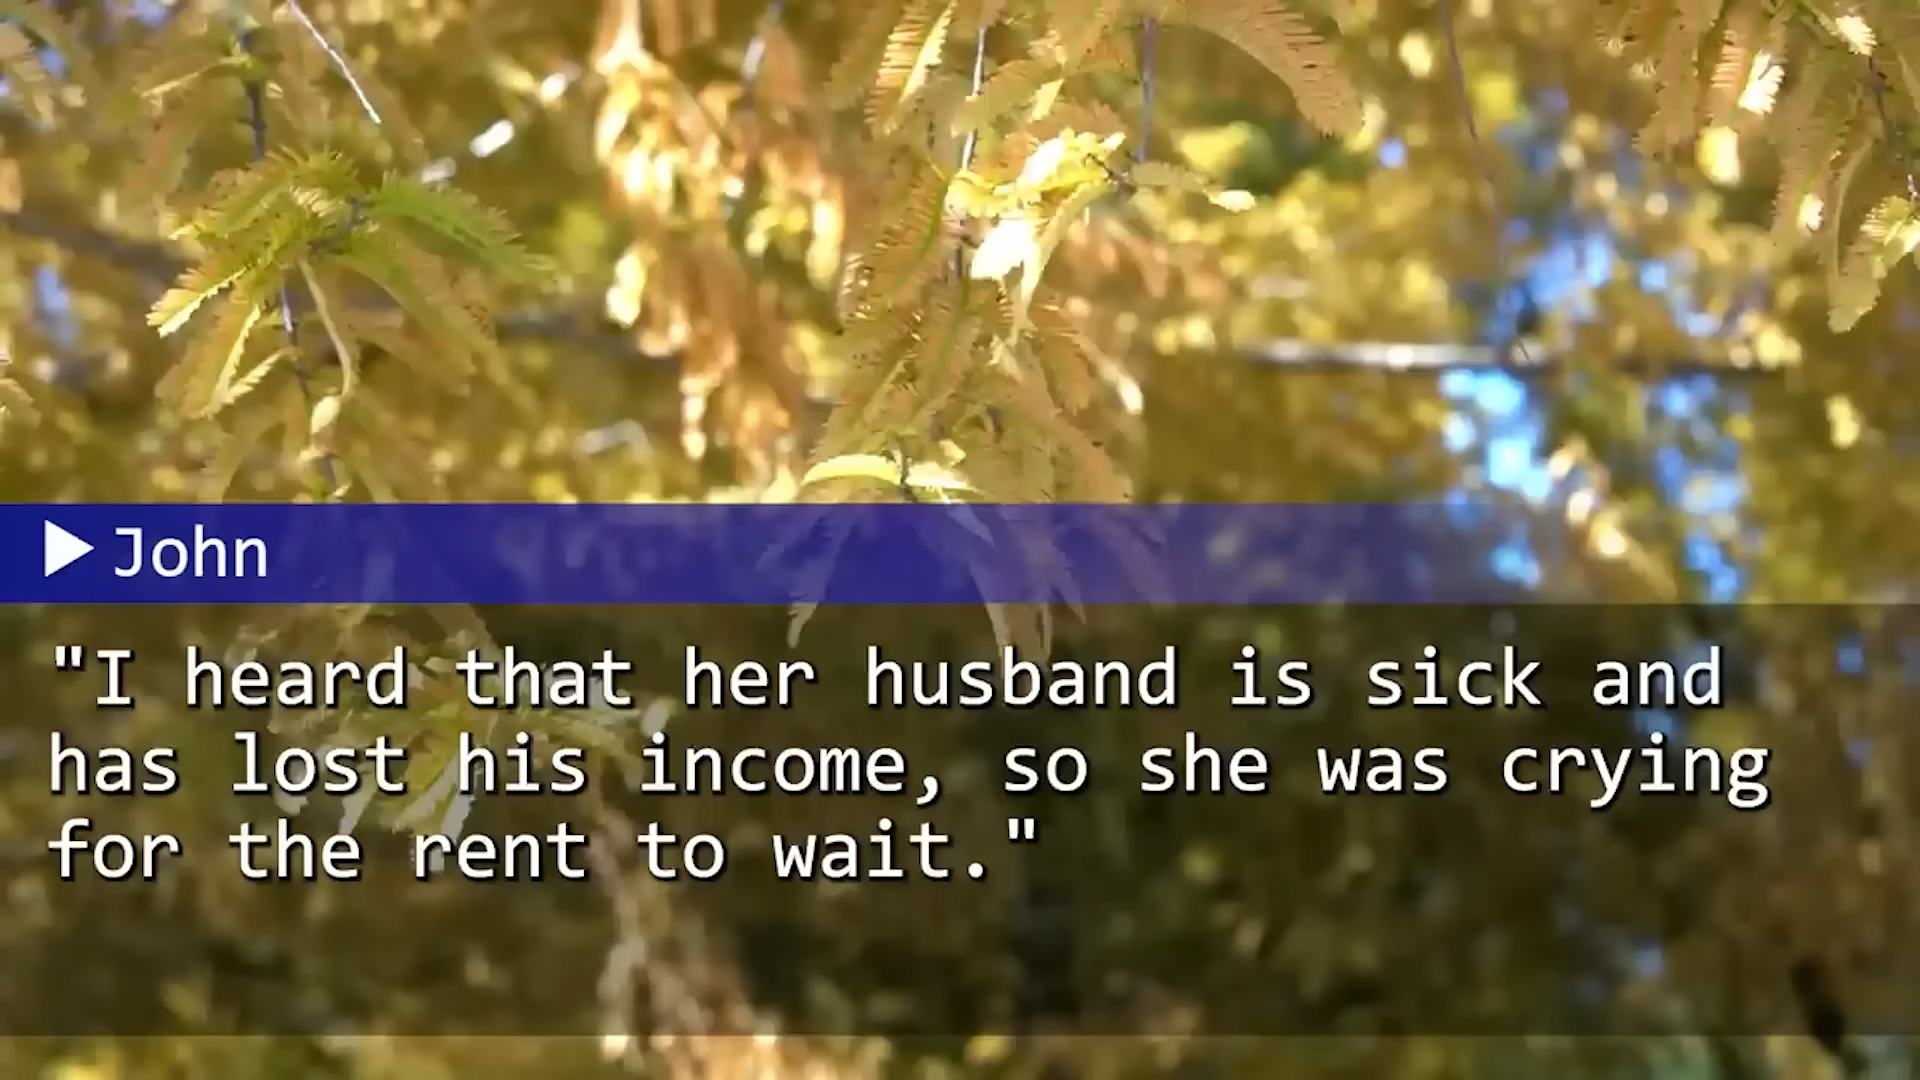 ▶ John
"I heard that her husband is sick and
has lost his income, so she was crying
for the rent to wait."